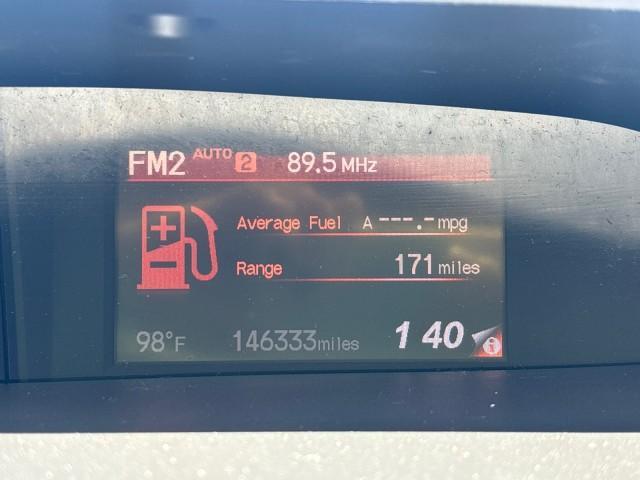 FM2 AUTO 2 89.5 MHz
Average Fuel A ---.- mpg
Range 171 miles
98°F 146333 miles 1 40 i